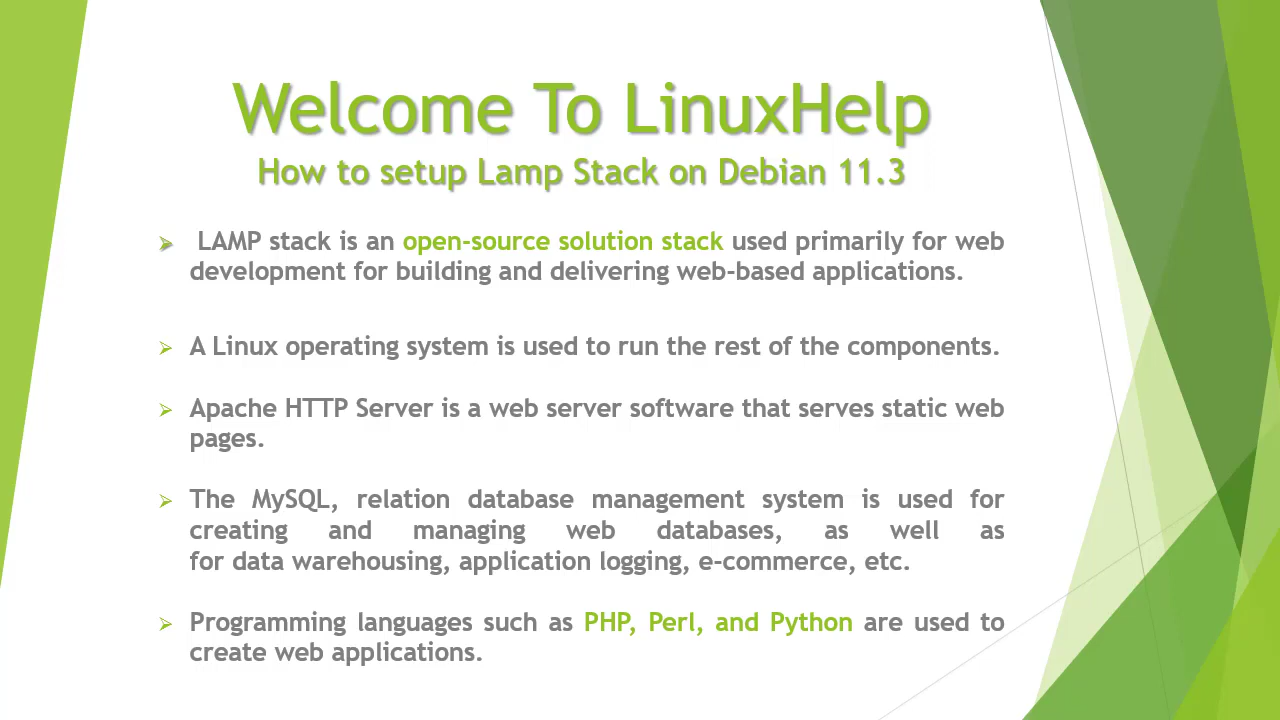 Welcome To LinuxHelp
How to setup Lamp Stack on Debian 11.3
LAMP stack is an open-source solution stack used primarily for web
development for building and delivering web-based applications.
A Linux operating system is used to run the rest of the components.
Apache HTTP Server is a web server software that serves static web
pages.
The MySQL, relation database management system is used for
creating and managing web databases, as well as
for data warehousing, application logging, e-commerce, etc.
Programming languages such as PHP, Perl, and Python are used to
create web applications.